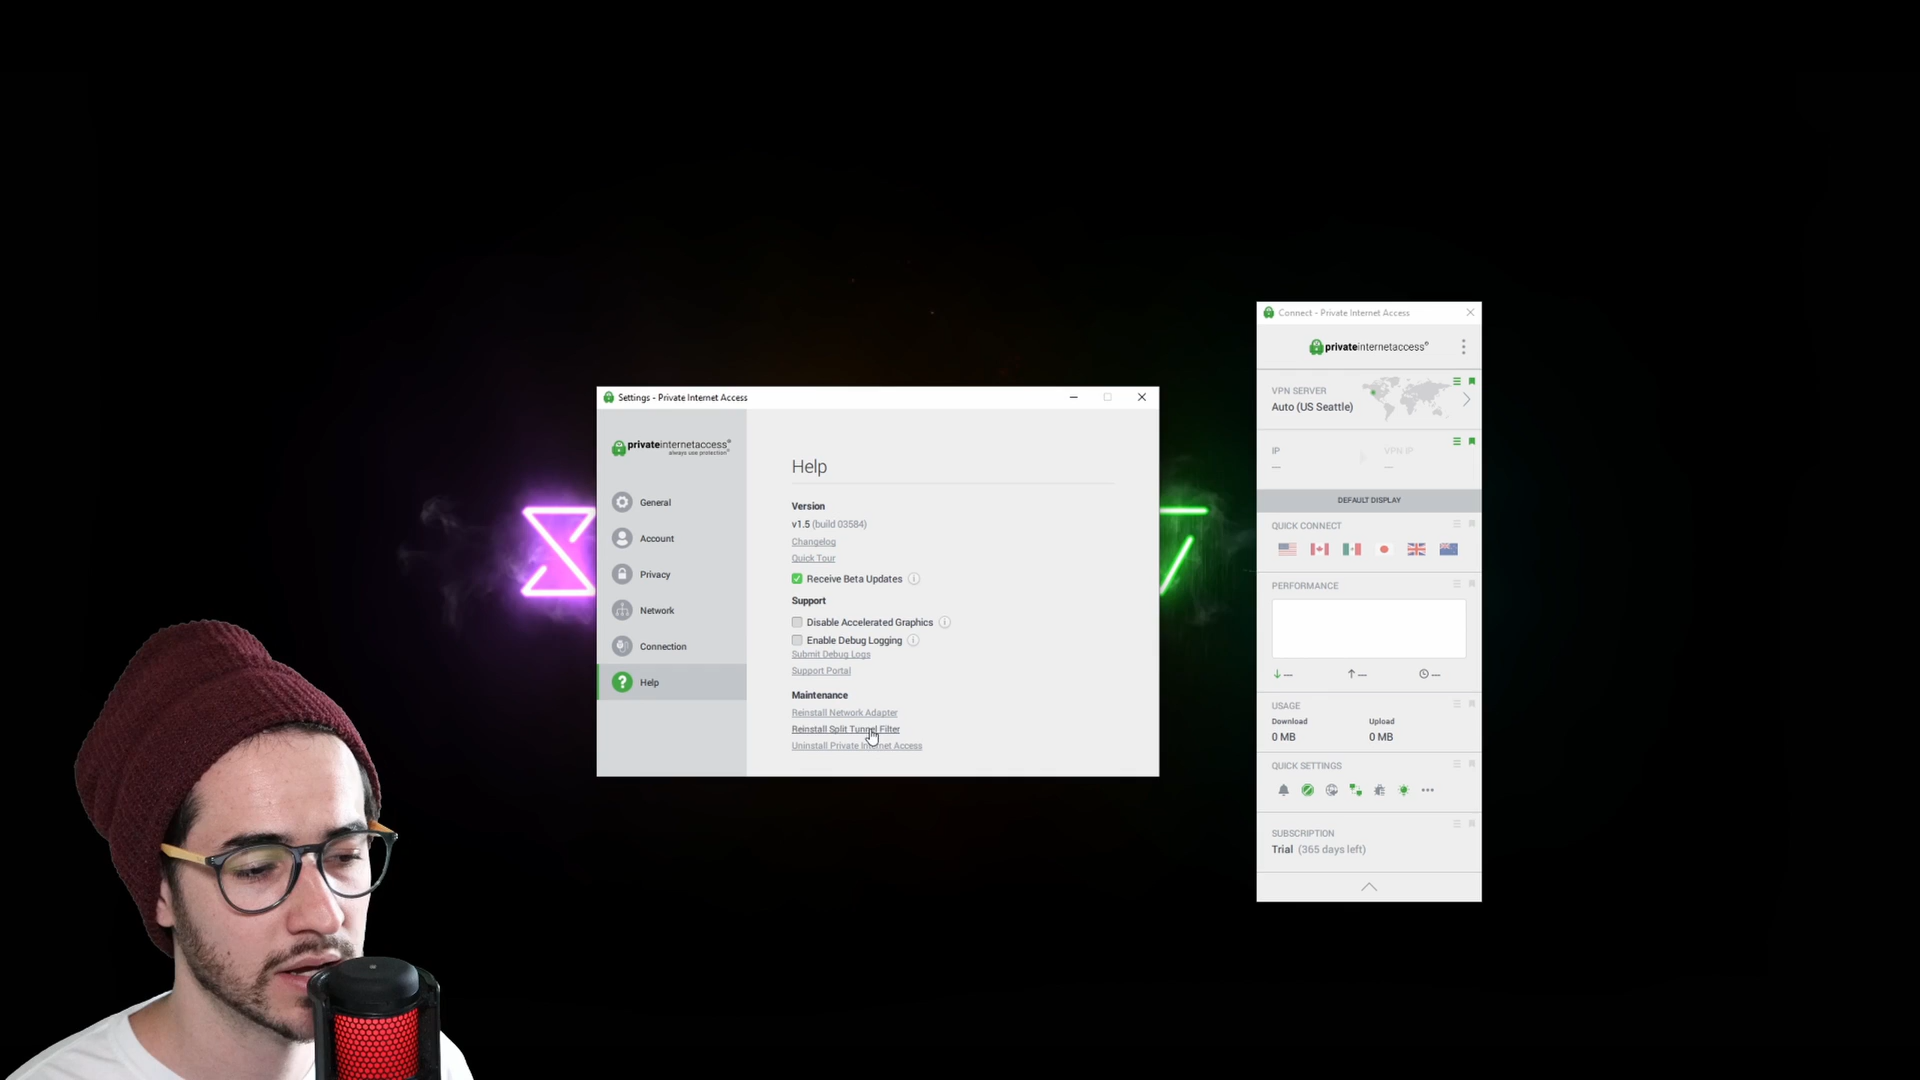 Settings - Private Internet Access
privateinternetaccess®
always use protection®
General
Account
Privacy
Network
Connection
Help
Help
Version
v1.5 (build 03584)
Changelog
Quick Tour
Receive Beta Updates
Support
Disable Accelerated Graphics
Enable Debug Logging
Submit Debug Logs
Support Portal
Maintenance
Reinstall Network Adapter
Reinstall Split Tunnel Filter
Uninstall Private Internet Access
Connect - Private Internet Access
privateinternetaccess®
VPN SERVER
Auto (US Seattle)
IP
VPN IP
—
—
DEFAULT DISPLAY
QUICK CONNECT
PERFORMANCE
— — —
USAGE
Download Upload
0 MB 0 MB
QUICK SETTINGS
SUBSCRIPTION
Trial (365 days left)